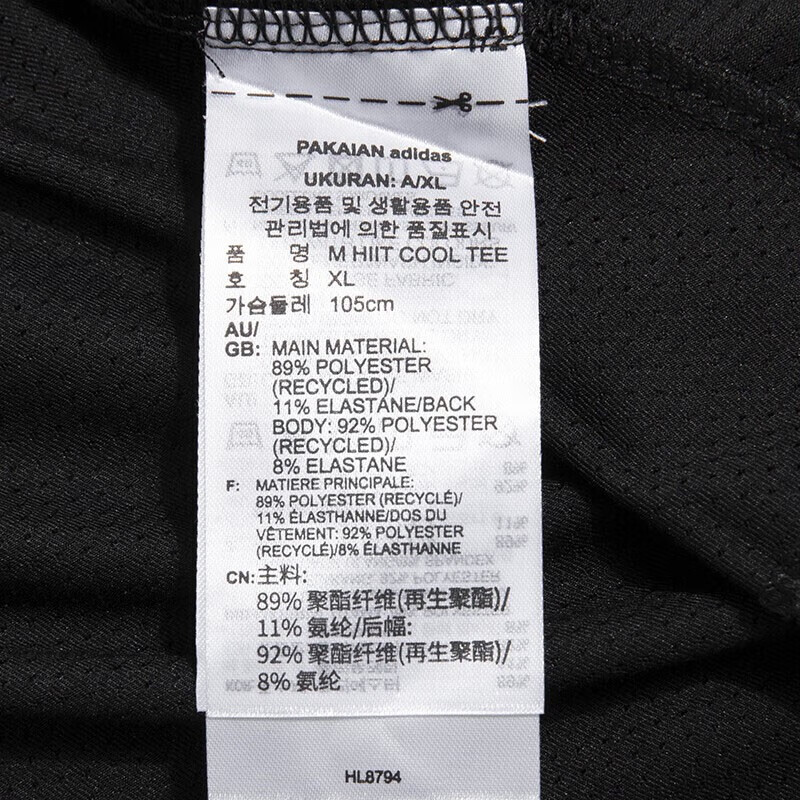 1/2
PAKAIAN adidas
UKURAN: A/XL
전기용품 및 생활용품 안전
관리법에 의한 품질표시
품 명 M HIIT COOL TEE
호 칭 XL
가슴둘레 105cm
AU/
GB: MAIN MATERIAL:
89% POLYESTER
(RECYCLED)/
11% ELASTANE/BACK
BODY: 92% POLYESTER
(RECYCLED)/
8% ELASTANE
F: MATIERE PRINCIPALE:
89% POLYESTER (RECYCLÉ)/
11% ÉLASTHANNE/DOS DU
VÊTEMENT: 92% POLYESTER
(RECYCLÉ)/8% ÉLASTHANNE
CN: 主料:
89% 聚酯纤维(再生聚酯)/
11% 氨纶/后幅:
92% 聚酯纤维(再生聚酯)/
8% 氨纶
HL8794